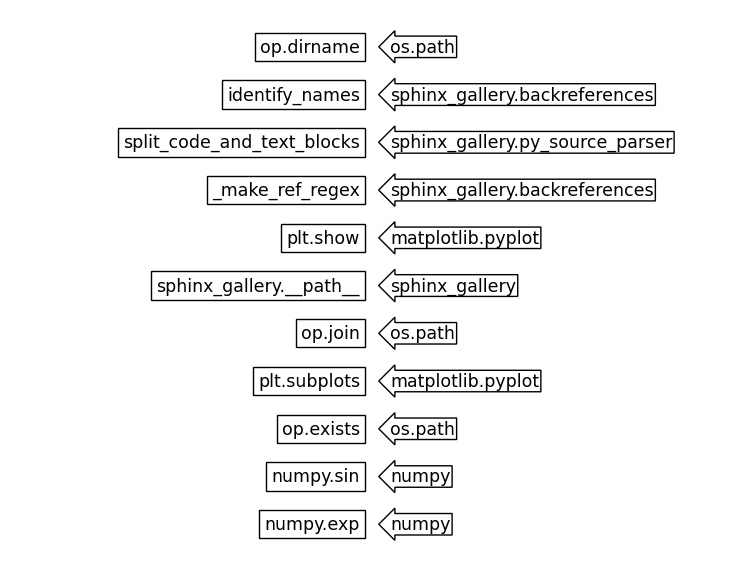 op.dirname os.path
identify_names sphinx_gallery.backreferences
split_code_and_text_blocks sphinx_gallery.py_source_parser
_make_ref_regex sphinx_gallery.backreferences
plt.show matplotlib.pyplot
sphinx_gallery.__path__ sphinx_gallery
op.join os.path
plt.subplots matplotlib.pyplot
op.exists os.path
numpy.sin numpy
numpy.exp numpy